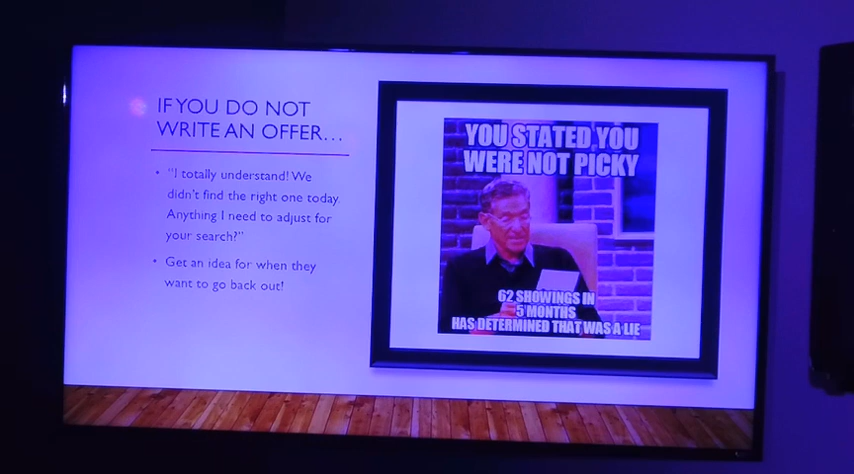 IF YOU DO NOT
WRITE AN OFFER...
• "I totally understand! We
didn't find the right one today.
Anything I need to adjust for
your search?"
• Get an idea for when they
want to go back out!
YOU STATED YOU
WERE NOT PICKY
62 SHOWINGS IN
5 MONTHS
HAS DETERMINED THAT WAS A LIE